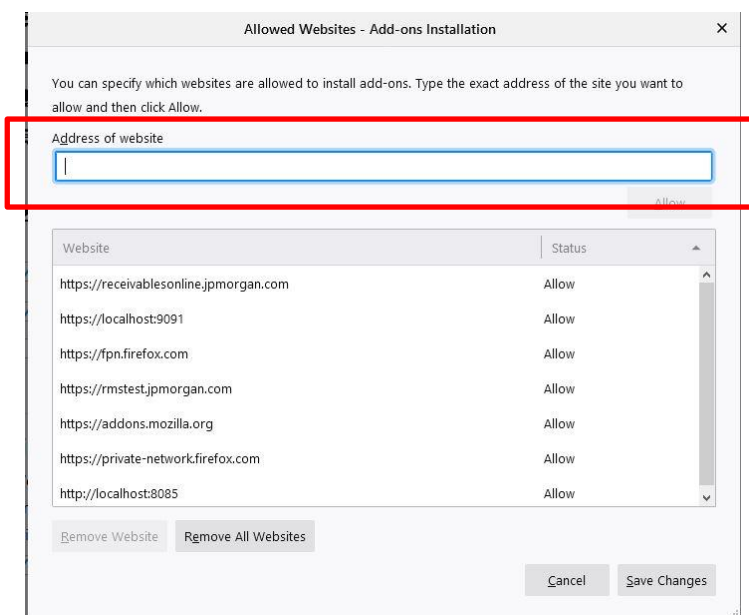 Allowed Websites - Add-ons Installation
You can specify which websites are allowed to install add-ons. Type the exact address of the site you want to
allow and then click Allow.
Address of website
Allow
Website Status
https://receivablesonline.jpmorgan.com Allow
https://localhost:9091 Allow
https://fpn.firefox.com Allow
https://rmstest.jpmorgan.com Allow
https://addons.mozilla.org Allow
https://private-network.firefox.com Allow
http://localhost:8085 Allow
Remove Website Remove All Websites
Cancel Save Changes